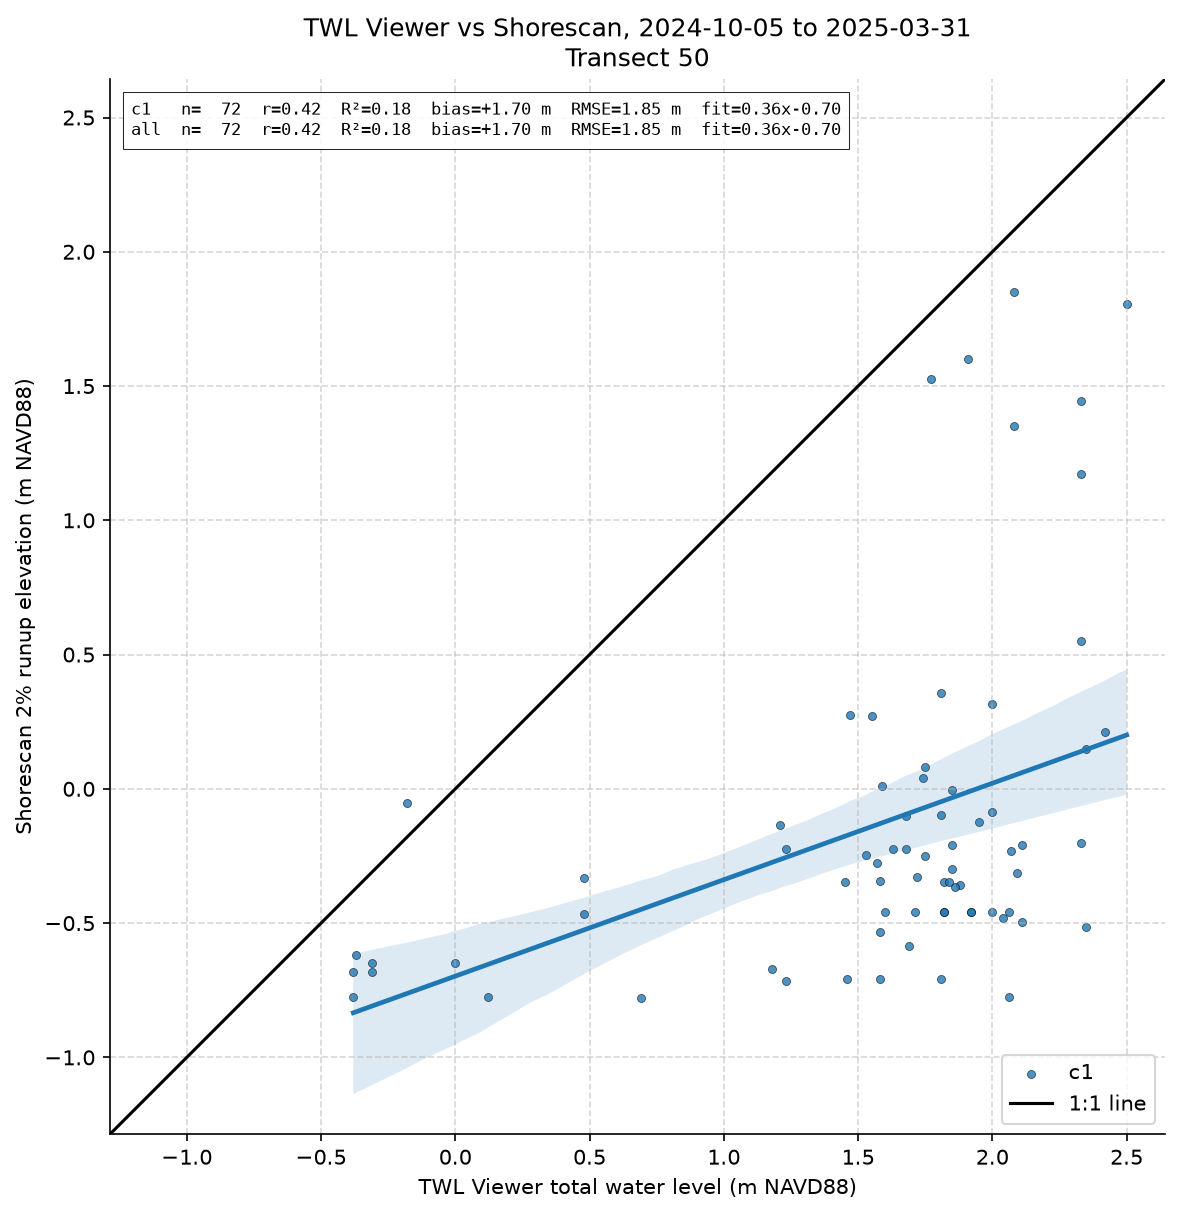 TWL Viewer vs Shorescan, 2024-10-05 to 2025-03-31
Transect 50
c1   n=  72  r=0.42  R²=0.18  bias=+1.70 m  RMSE=1.85 m  fit=0.36x-0.70
all  n=  72  r=0.42  R²=0.18  bias=+1.70 m  RMSE=1.85 m  fit=0.36x-0.70
Shorescan 2% runup elevation (m NAVD88)
2.5
2.0
1.5
1.0
0.5
0.0
−0.5
−1.0
c1
1:1 line
−1.0 −0.5 0.0 0.5 1.0 1.5 2.0 2.5
TWL Viewer total water level (m NAVD88)